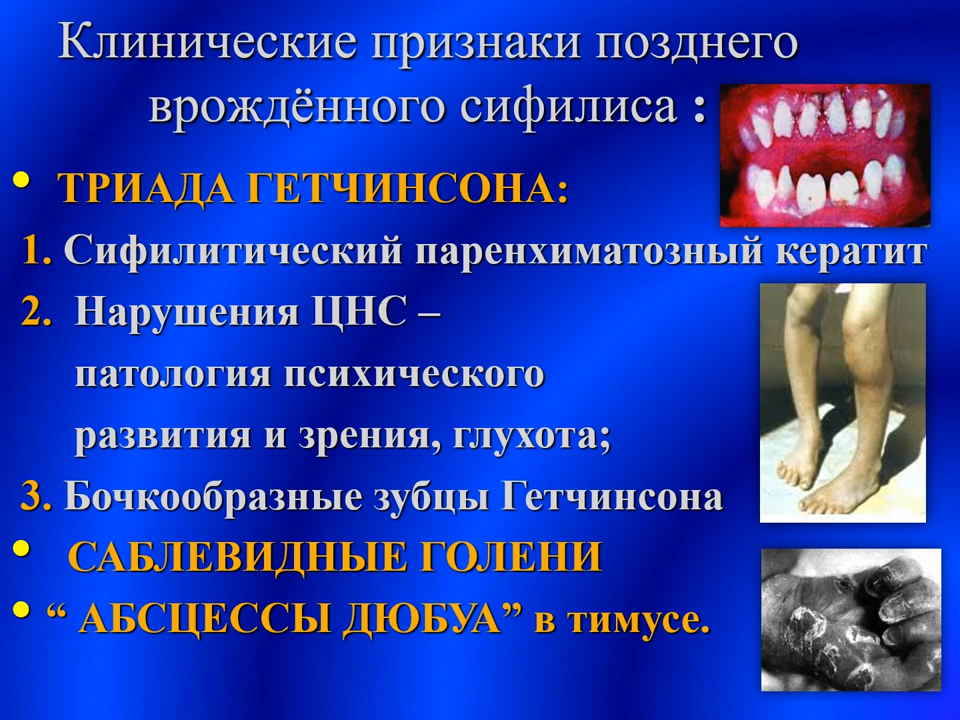 Клинические признаки позднего
врождённого сифилиса :
• ТРИАДА ГЕТЧИНСОНА:
1. Сифилитический паренхиматозный кератит
2. Нарушения ЦНС –
патология психического
развития и зрения, глухота;
3. Бочкообразные зубцы Гетчинсона
• САБЛЕВИДНЫЕ ГОЛЕНИ
• “ АБСЦЕССЫ ДЮБУА” в тимусе.